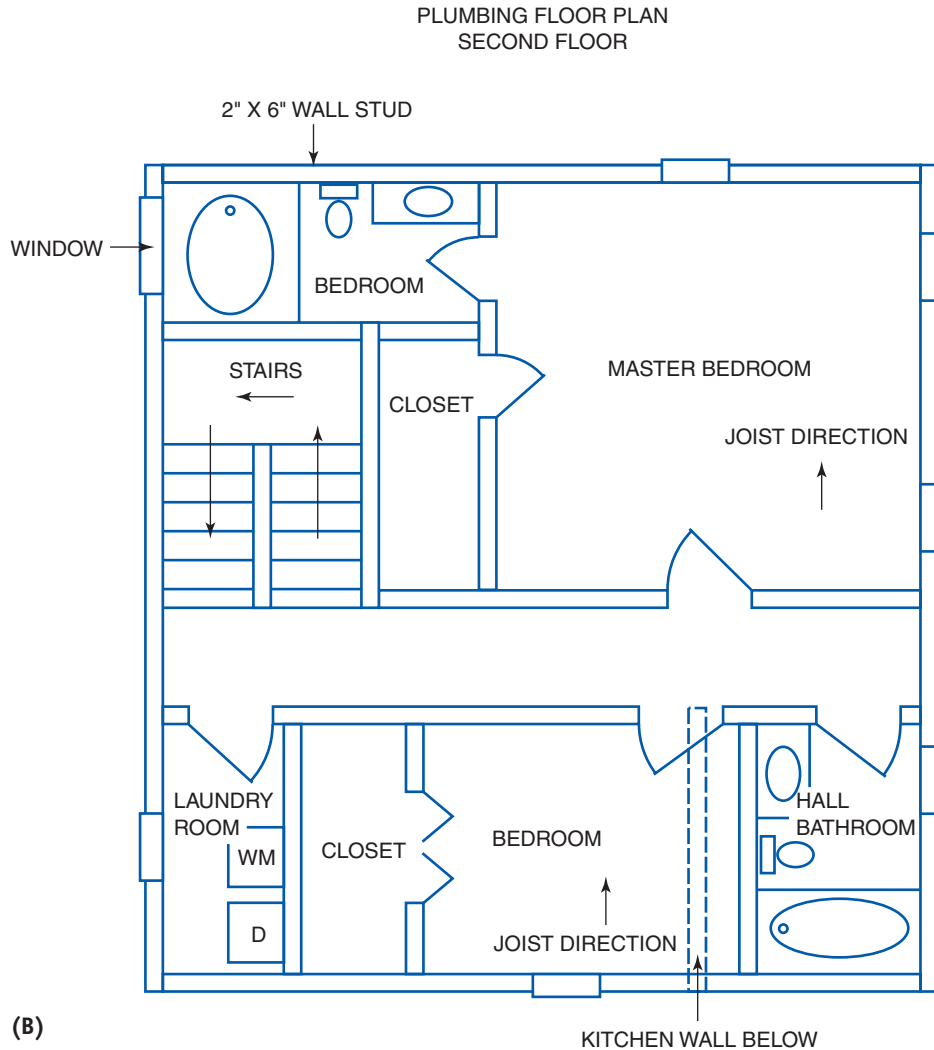 PLUMBING FLOOR PLAN
SECOND FLOOR
2" X 6" WALL STUD
WINDOW
BEDROOM
STAIRS
CLOSET
MASTER BEDROOM
JOIST DIRECTION
LAUNDRY
ROOM
WM
D
CLOSET
BEDROOM
JOIST DIRECTION
HALL
BATHROOM
(B)
KITCHEN WALL BELOW